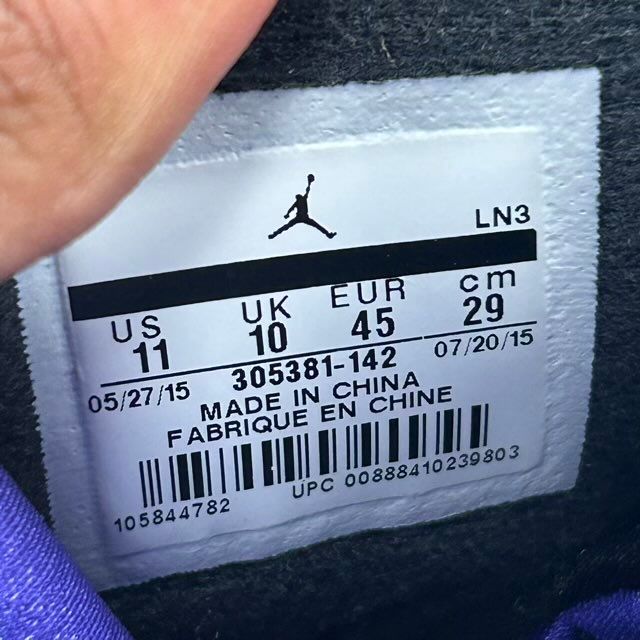 LN3
US UK EUR cm
11 10 45 29
05/27/15 305381-142 07/20/15
MADE IN CHINA
FABRIQUE EN CHINE
105844782 UPC 00888410239803